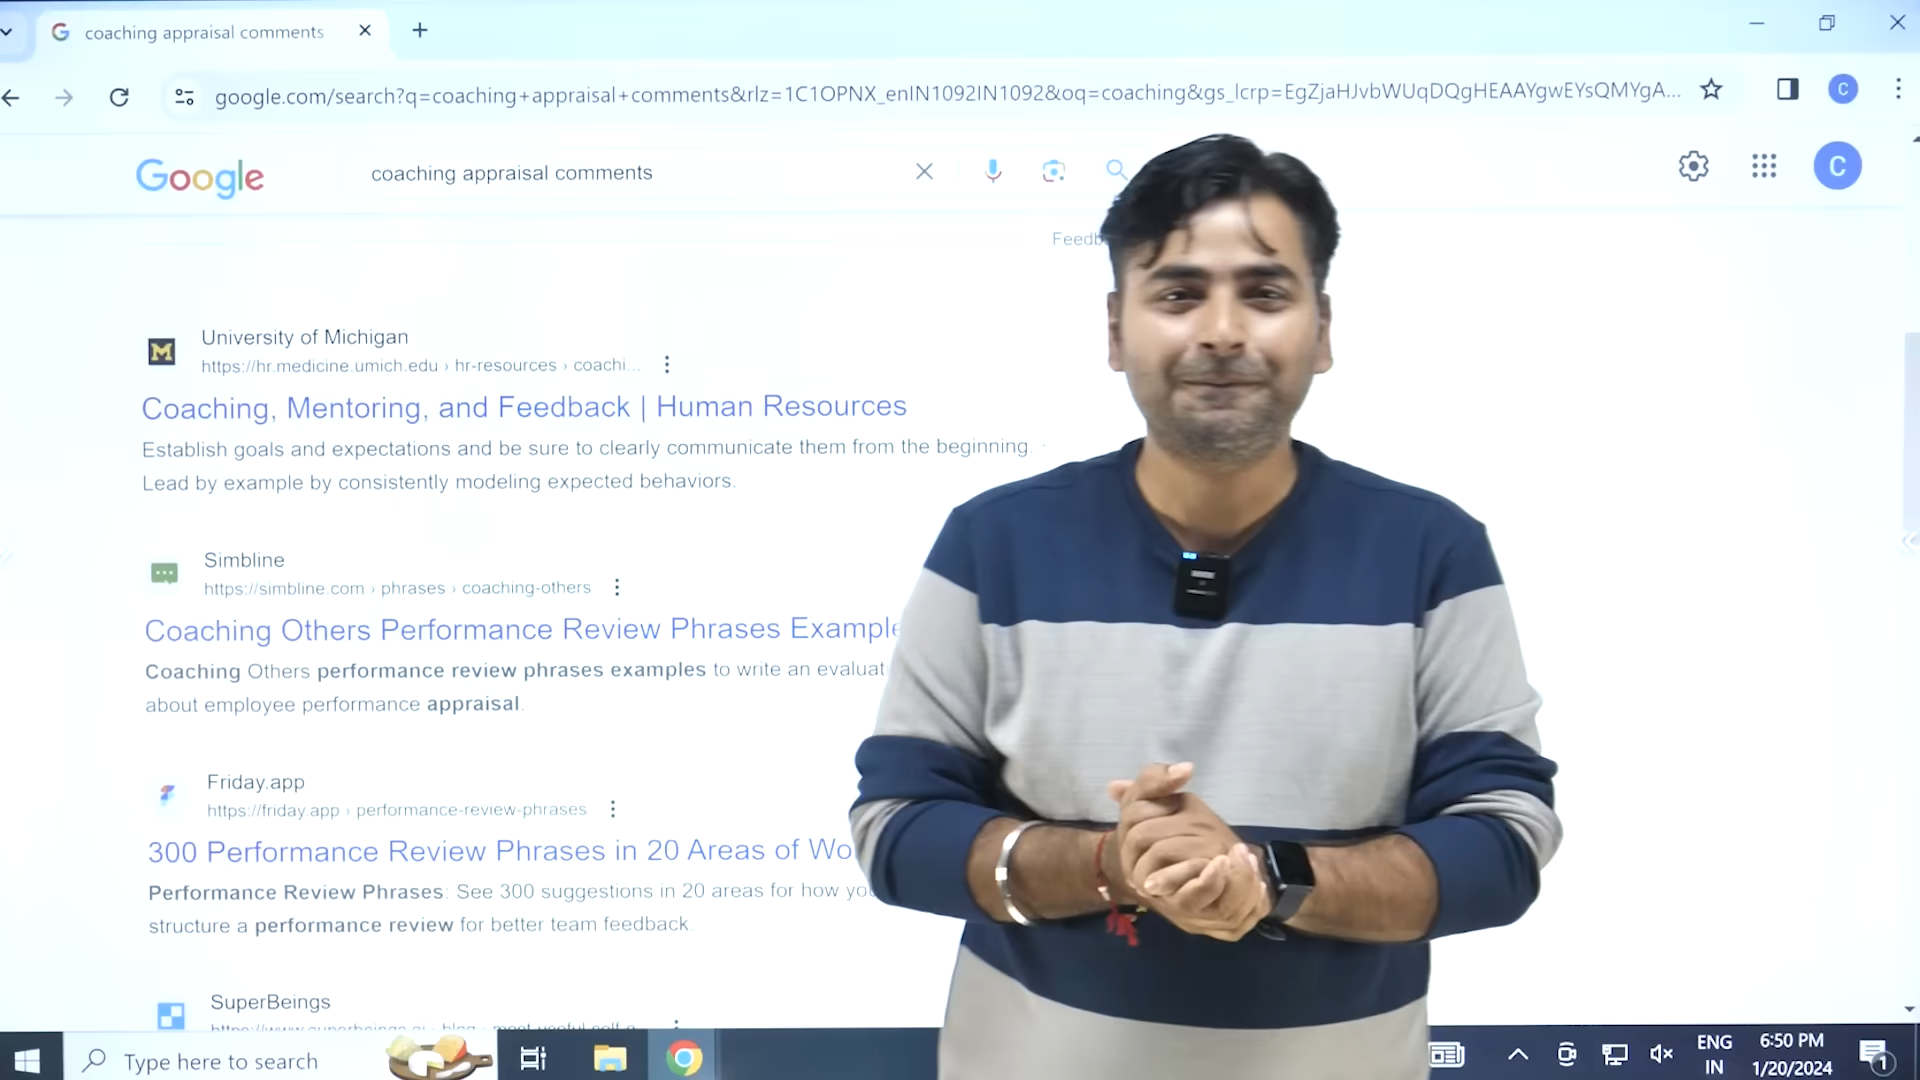 coaching appraisal comments
google.com/search?q=coaching+appraisal+comments&rlz=1C1OPNX_enIN1092IN1092&oq=coaching&gs_lcrp=EgZjaHJvbWUqDQgHEAAYgwEYsQMYgA...
C
Google
coaching appraisal comments
C
University of Michigan
https://hr.medicine.umich.edu › hr-resources › coachi...
Coaching, Mentoring, and Feedback | Human Resources
Establish goals and expectations and be sure to clearly communicate them from the beginning. ·
Lead by example by consistently modeling expected behaviors.
Simbline
https://simbline.com › phrases › coaching-others
Coaching Others Performance Review Phrases Example
Coaching Others performance review phrases examples to write an evaluat
about employee performance appraisal.
Friday.app
https://friday.app › performance-review-phrases
300 Performance Review Phrases in 20 Areas of Wo
Performance Review Phrases: See 300 suggestions in 20 areas for how yo
structure a performance review for better team feedback.
SuperBeings
Type here to search
ENG
IN
6:50 PM
1/20/2024
1